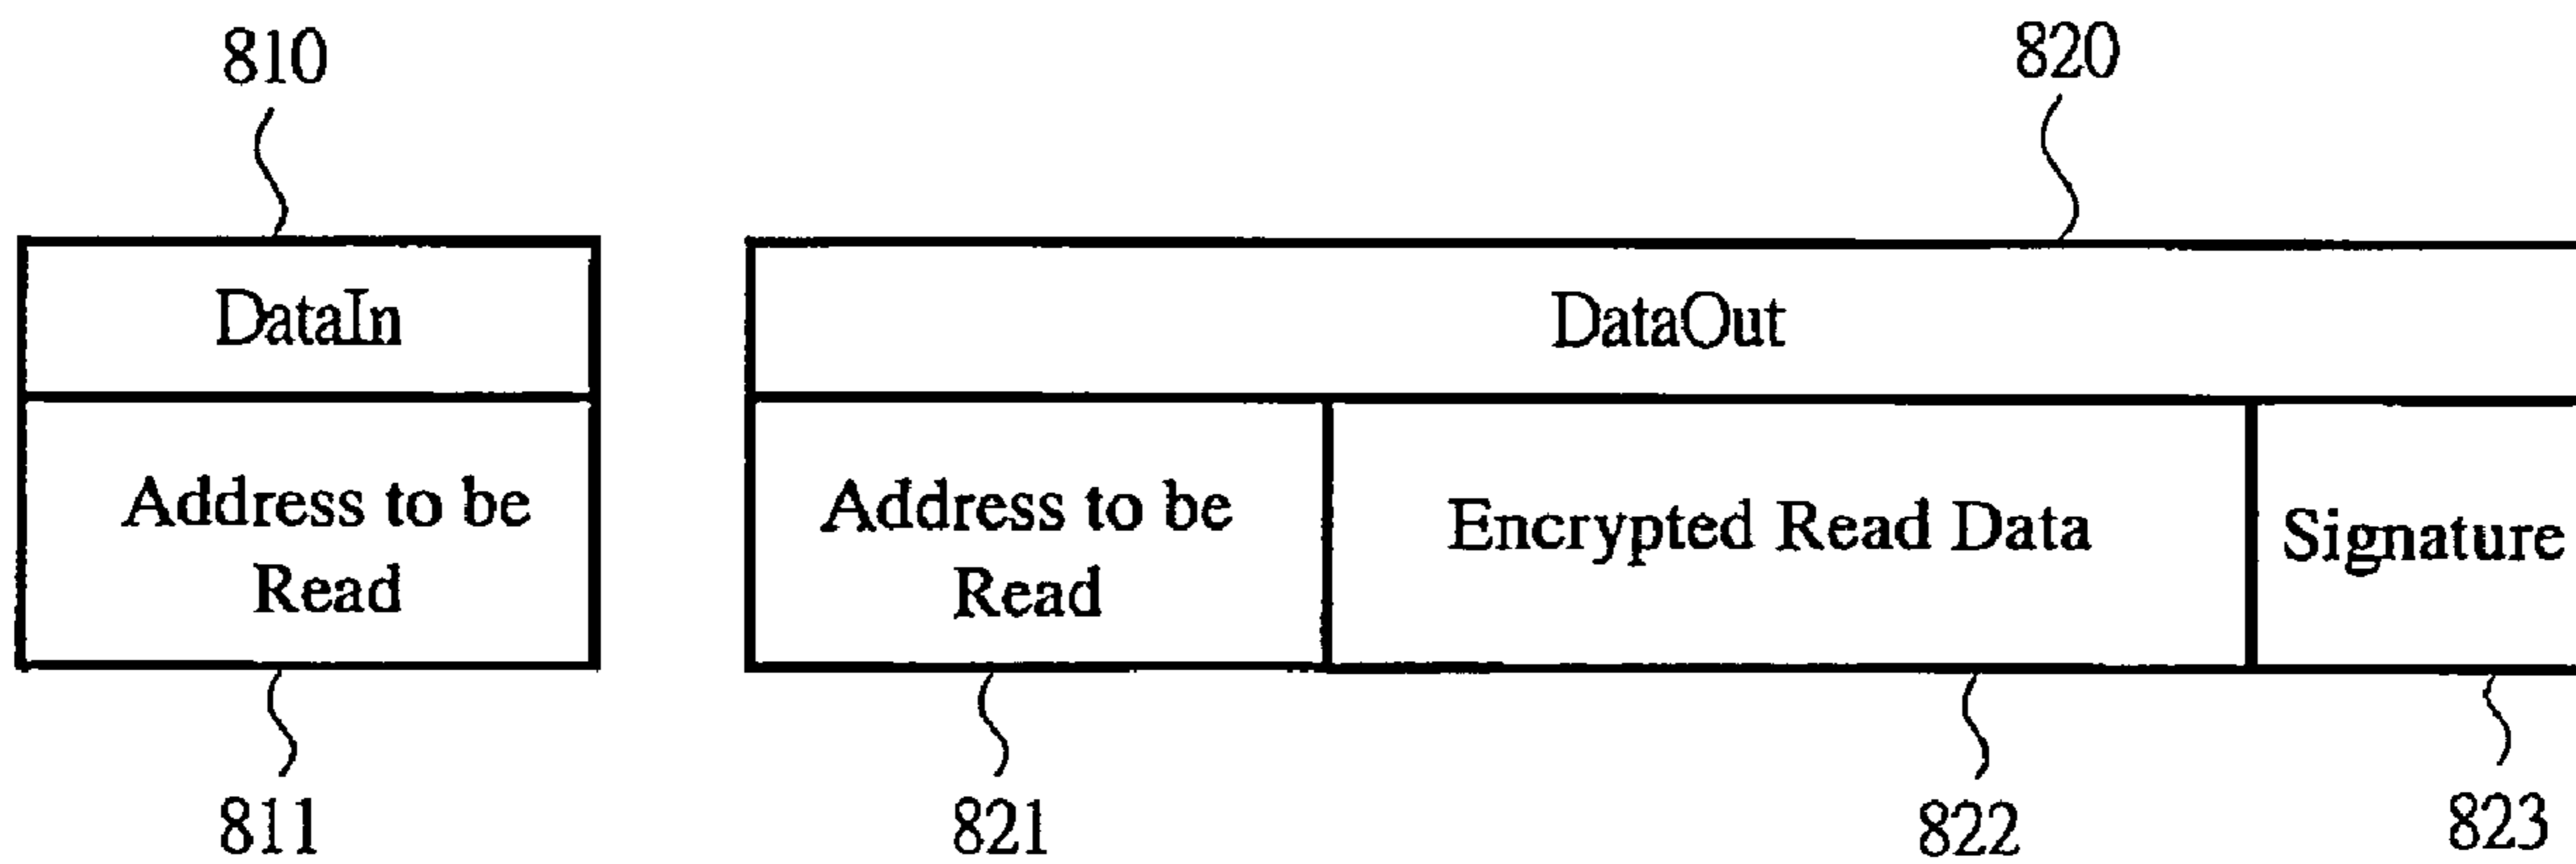 810
820
DataIn
DataOut
Address to be
Read
Address to be
Read
Encrypted Read Data
Signature
811
821
822
823